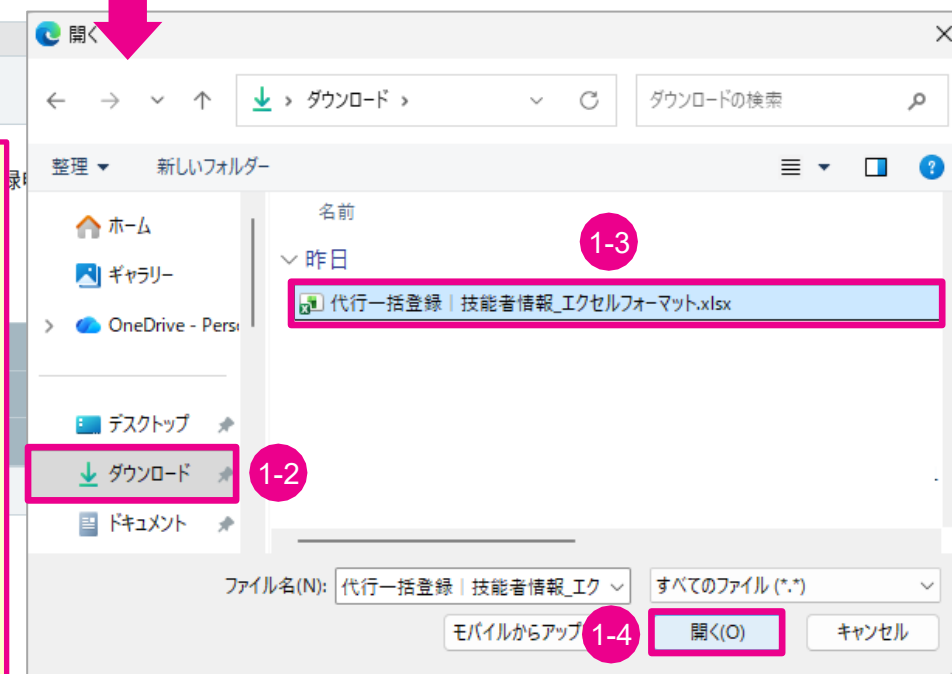 開く
ダウンロード
ダウンロードの検索
整理
新しいフォルダー
名前
ホーム
1-3
昨日
ギャラリー
代行一括登録｜技能者情報_エクセルフォーマット.xlsx
OneDrive - Pers
デスクトップ
ダウンロード
1-2
ドキュメント
ファイル名(N):
代行一括登録｜技能者情報_エク
すべてのファイル (*.*)
モバイルからアップ
1-4
開く(O)
キャンセル